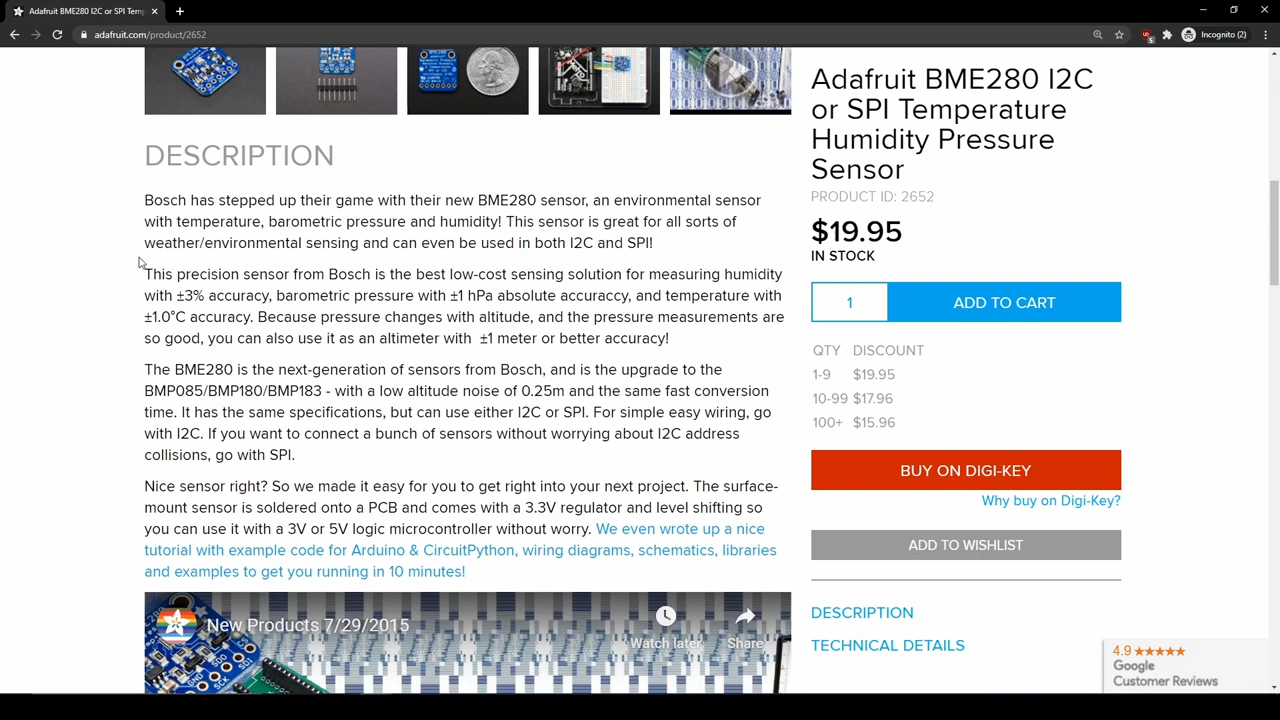 Adafruit BME280 I2C or SPI Temp
adafruit.com/product/2652
Incognito (2)
DESCRIPTION
Bosch has stepped up their game with their new BME280 sensor, an environmental sensor
with temperature, barometric pressure and humidity! This sensor is great for all sorts of
weather/environmental sensing and can even be used in both I2C and SPI!
This precision sensor from Bosch is the best low-cost sensing solution for measuring humidity
with ±3% accuracy, barometric pressure with ±1 hPa absolute accuraccy, and temperature with
±1.0°C accuracy. Because pressure changes with altitude, and the pressure measurements are
so good, you can also use it as an altimeter with ±1 meter or better accuracy!
The BME280 is the next-generation of sensors from Bosch, and is the upgrade to the
BMP085/BMP180/BMP183 - with a low altitude noise of 0.25m and the same fast conversion
time. It has the same specifications, but can use either I2C or SPI. For simple easy wiring, go
with I2C. If you want to connect a bunch of sensors without worrying about I2C address
collisions, go with SPI.
Nice sensor right? So we made it easy for you to get right into your next project. The surface-
mount sensor is soldered onto a PCB and comes with a 3.3V regulator and level shifting so
you can use it with a 3V or 5V logic microcontroller without worry. We even wrote up a nice
tutorial with example code for Arduino & CircuitPython, wiring diagrams, schematics, libraries
and examples to get you running in 10 minutes!
New Products 7/29/2015
Watch later
Share
Adafruit BME280 I2C
or SPI Temperature
Humidity Pressure
Sensor
PRODUCT ID: 2652
$19.95
IN STOCK
1
ADD TO CART
QTY DISCOUNT
1-9 $19.95
10-99 $17.96
100+ $15.96
BUY ON DIGI-KEY
Why buy on Digi-Key?
ADD TO WISHLIST
DESCRIPTION
TECHNICAL DETAILS
4.9 ★★★★★
Google
Customer Reviews